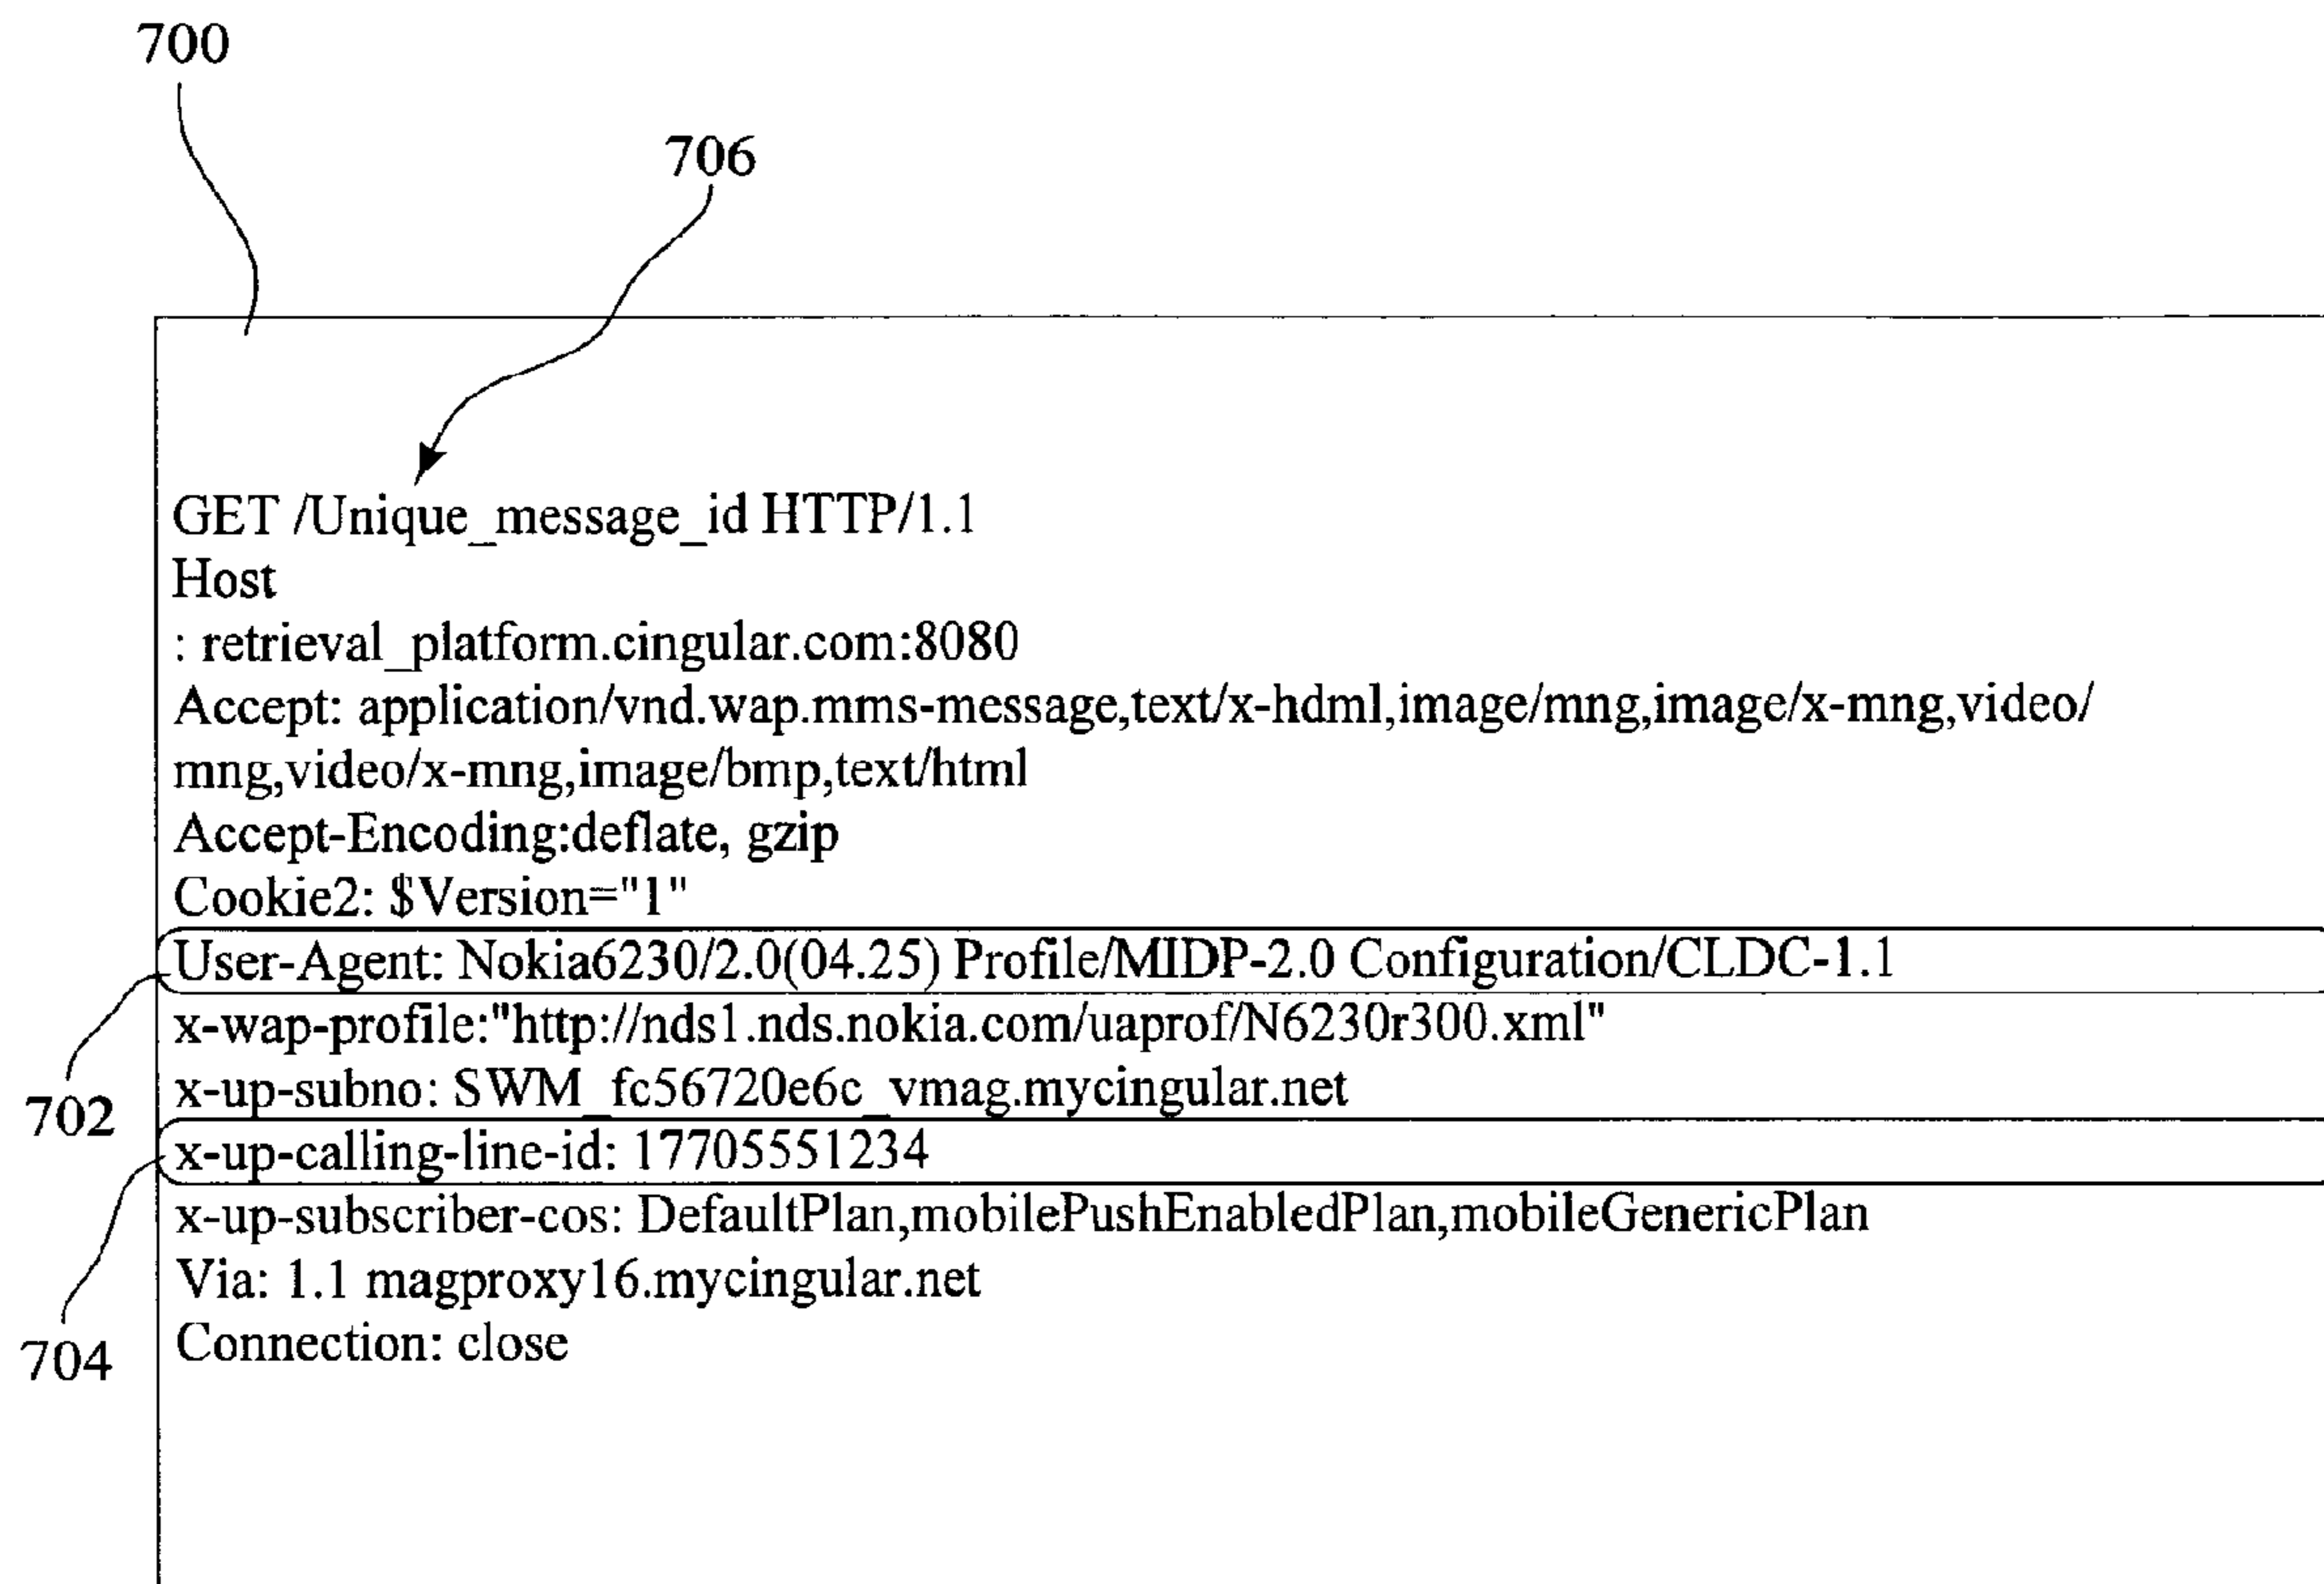 700
706
GET /Unique_message_id HTTP/1.1
Host
: retrieval_platform.cingular.com:8080
Accept: application/vnd.wap.mms-message,text/x-hdml,image/mng,image/x-mng,video/
mng,video/x-mng,image/bmp,text/html
Accept-Encoding:deflate, gzip
Cookie2: $Version="1"
User-Agent: Nokia6230/2.0(04.25) Profile/MIDP-2.0 Configuration/CLDC-1.1
x-wap-profile:"http://nds1.nds.nokia.com/uaprof/N6230r300.xml"
x-up-subno: SWM_fc56720e6c_vmag.mycingular.net
702
x-up-calling-line-id: 17705551234
x-up-subscriber-cos: DefaultPlan,mobilePushEnabledPlan,mobileGenericPlan
Via: 1.1 magproxy16.mycingular.net
Connection: close
704